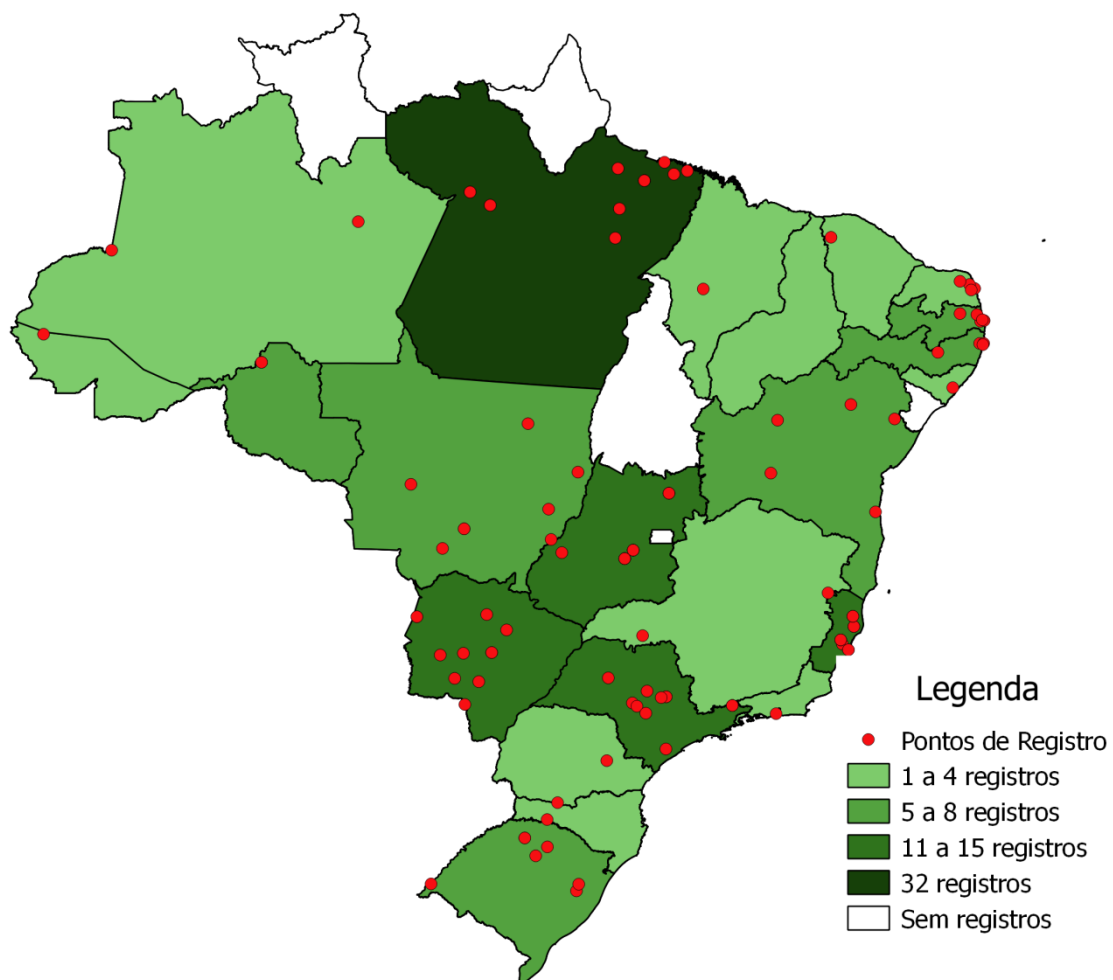 Legenda
Pontos de Registro
1 a 4 registros
5 a 8 registros
11 a 15 registros
32 registros
Sem registros